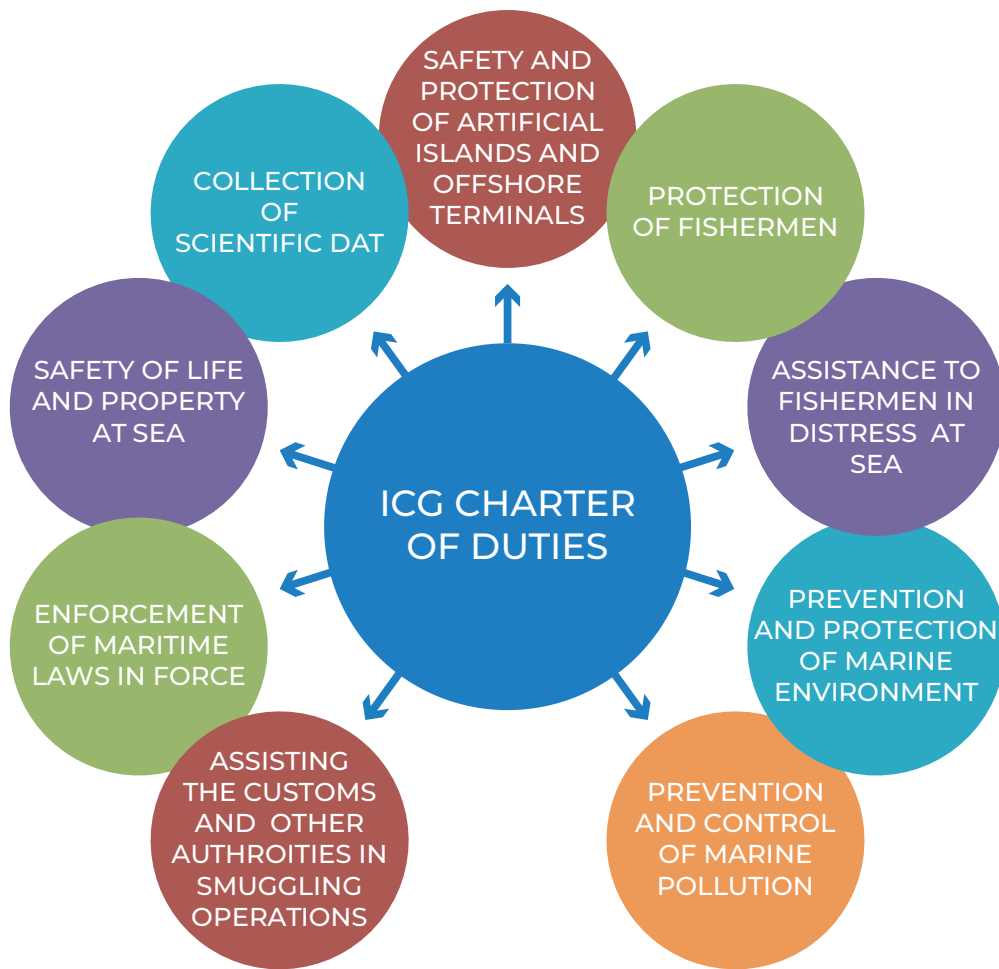 SAFETY AND
PROTECTION
OF ARTIFICIAL
ISLANDS AND
OFFSHORE
TERMINALS
PROTECTION
OF FISHERMEN
ASSISTANCE TO
FISHERMEN IN
DISTRESS AT
SEA
PREVENTION
AND PROTECTION
OF MARINE
ENVIRONMENT
PREVENTION
AND CONTROL
OF MARINE
POLLUTION
ASSISTING
THE CUSTOMS
AND OTHER
AUTHROITIES IN
SMUGGLING
OPERATIONS
ENFORCEMENT
OF MARITIME
LAWS IN FORCE
SAFETY OF LIFE
AND PROPERTY
AT SEA
COLLECTION
OF
SCIENTIFIC DAT
ICG CHARTER
OF DUTIES